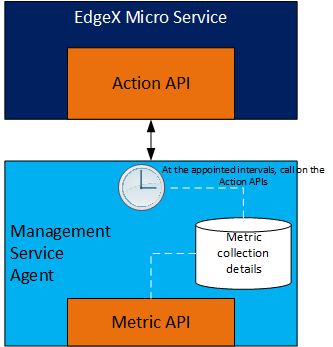 EdgeX Micro Service
Action API
At the appointed intervals, call on the
Action APIs
Management
Service
Agent
Metric
collection
details
Metric API